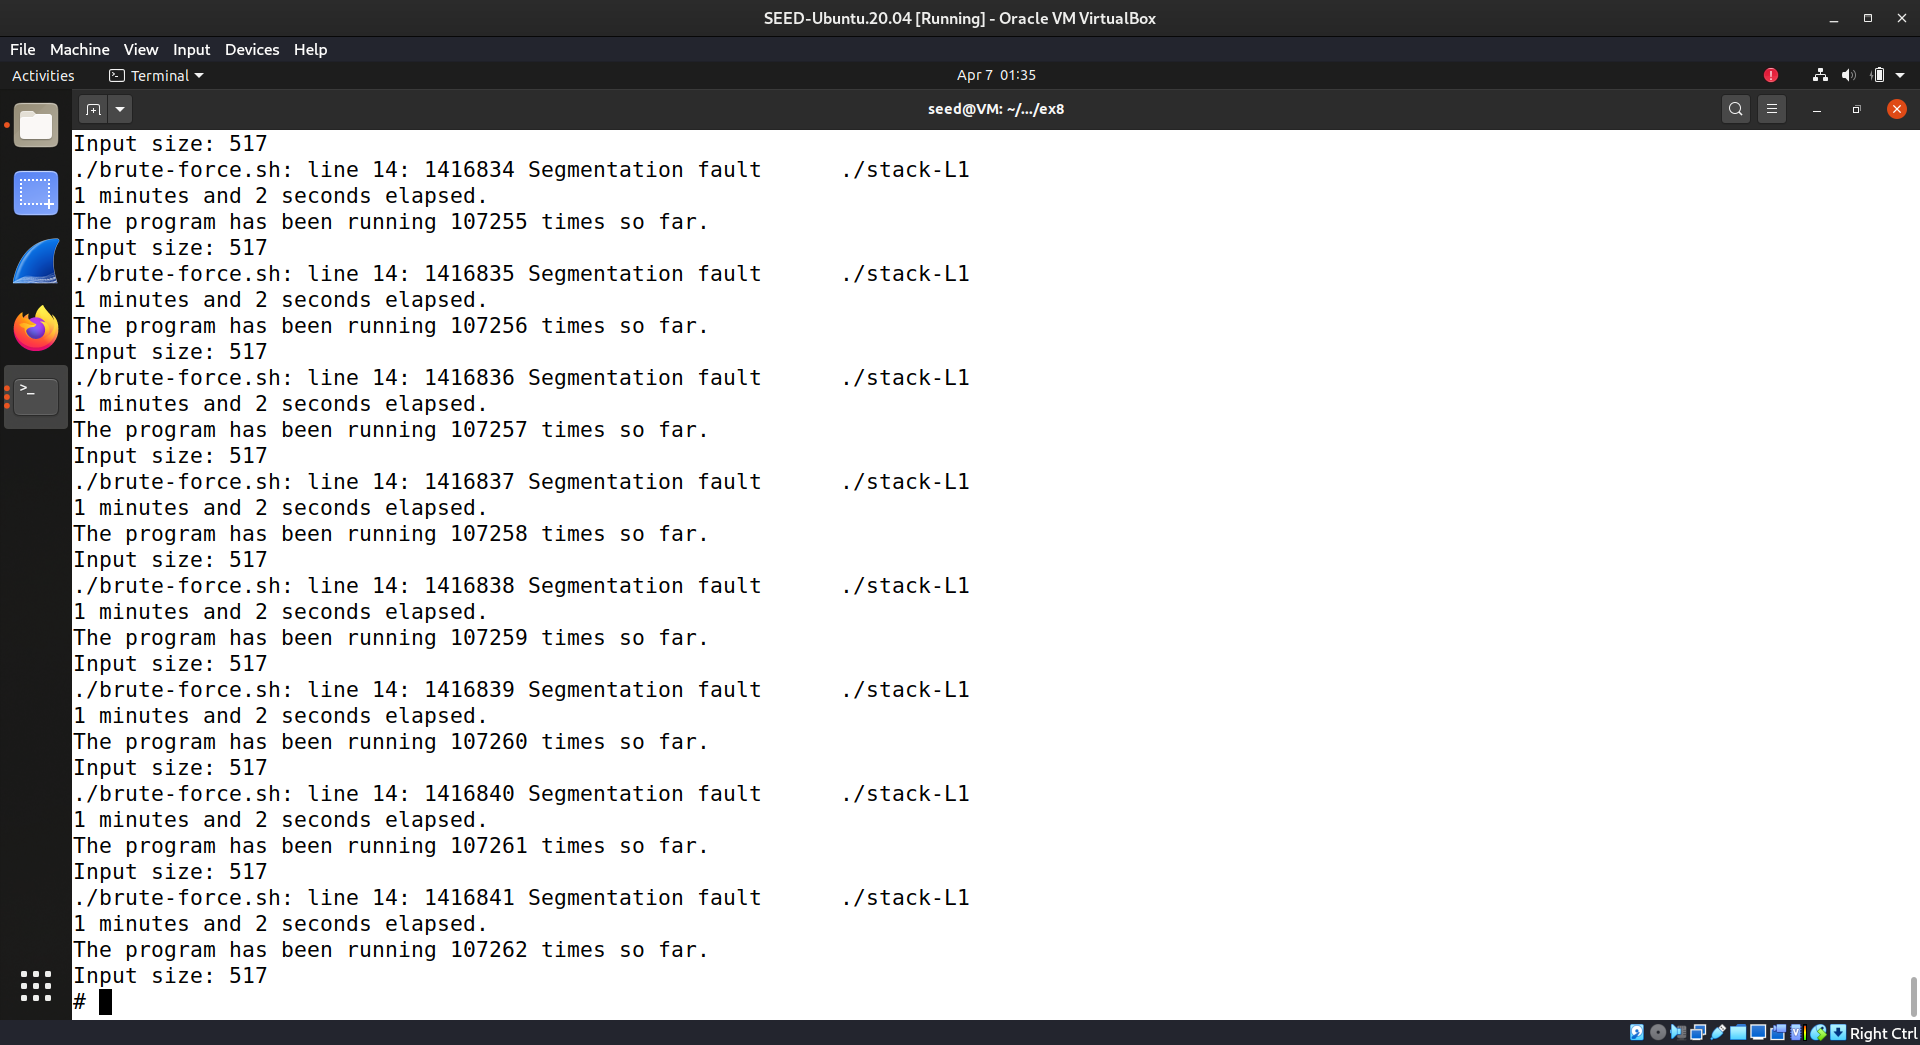 SEED-Ubuntu.20.04 [Running] - Oracle VM VirtualBox
File Machine View Input Devices Help
Activities Terminal Apr 7 01:35
seed@VM: ~/.../ex8
Input size: 517
./brute-force.sh: line 14: 1416834 Segmentation fault ./stack-L1
1 minutes and 2 seconds elapsed.
The program has been running 107255 times so far.
Input size: 517
./brute-force.sh: line 14: 1416835 Segmentation fault ./stack-L1
1 minutes and 2 seconds elapsed.
The program has been running 107256 times so far.
Input size: 517
./brute-force.sh: line 14: 1416836 Segmentation fault ./stack-L1
1 minutes and 2 seconds elapsed.
The program has been running 107257 times so far.
Input size: 517
./brute-force.sh: line 14: 1416837 Segmentation fault ./stack-L1
1 minutes and 2 seconds elapsed.
The program has been running 107258 times so far.
Input size: 517
./brute-force.sh: line 14: 1416838 Segmentation fault ./stack-L1
1 minutes and 2 seconds elapsed.
The program has been running 107259 times so far.
Input size: 517
./brute-force.sh: line 14: 1416839 Segmentation fault ./stack-L1
1 minutes and 2 seconds elapsed.
The program has been running 107260 times so far.
Input size: 517
./brute-force.sh: line 14: 1416840 Segmentation fault ./stack-L1
1 minutes and 2 seconds elapsed.
The program has been running 107261 times so far.
Input size: 517
./brute-force.sh: line 14: 1416841 Segmentation fault ./stack-L1
1 minutes and 2 seconds elapsed.
The program has been running 107262 times so far.
Input size: 517
#
Right Ctrl